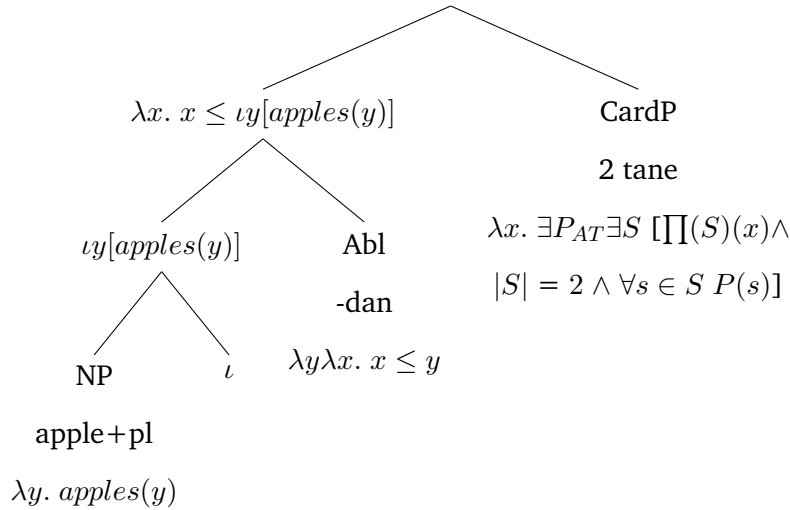 λx. x ≤ ιy[apples(y)]
CardP
2 tane
λx. ∃P_AT∃S [∏(S)(x)∧
|S| = 2 ∧ ∀s ∈ S P(s)]
ιy[apples(y)]
Abl
-dan
λyλx. x ≤ y
NP
ι
apple+pl
λy. apples(y)